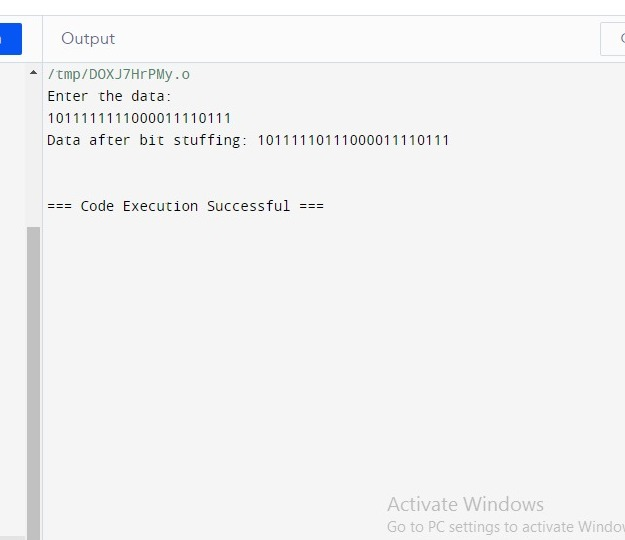 Output
/tmp/DOXJ7HrPMy.o
Enter the data:
1011111111000011110111
Data after bit stuffing: 10111110111000011110111
=== Code Execution Successful ===
Activate Windows
Go to PC settings to activate Window